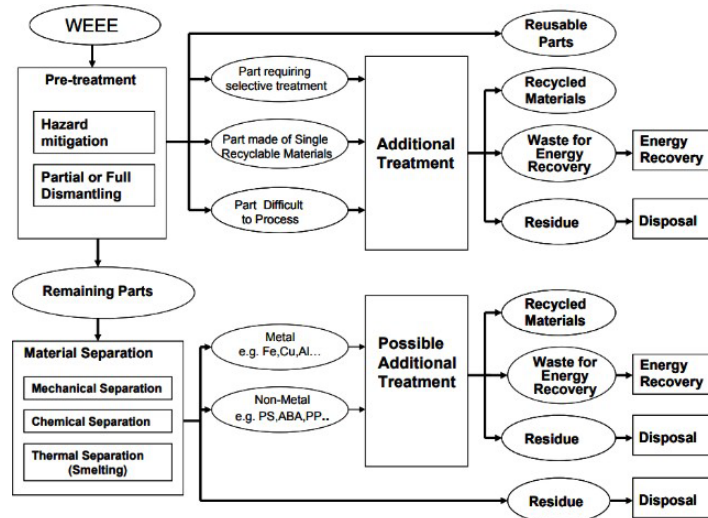 WEEE
Pre-treatment
Hazard
mitigation
Partial or Full
Dismantling
Part requiring
selective treatment
Part made of Single
Recyclable Materials
Part Difficult
to Process
Additional
Treatment
Reusable
Parts
Recycled
Materials
Waste for
Energy
Recovery
Energy
Recovery
Residue
Disposal
Remaining Parts
Material Separation
Mechanical Separation
Chemical Separation
Thermal Separation
(Smelting)
Metal
e.g. Fe,Cu,Al...
Non-Metal
e.g. PS,ABA,PP..
Possible
Additional
Treatment
Recycled
Materials
Waste for
Energy
Recovery
Energy
Recovery
Residue
Disposal
Residue
Disposal